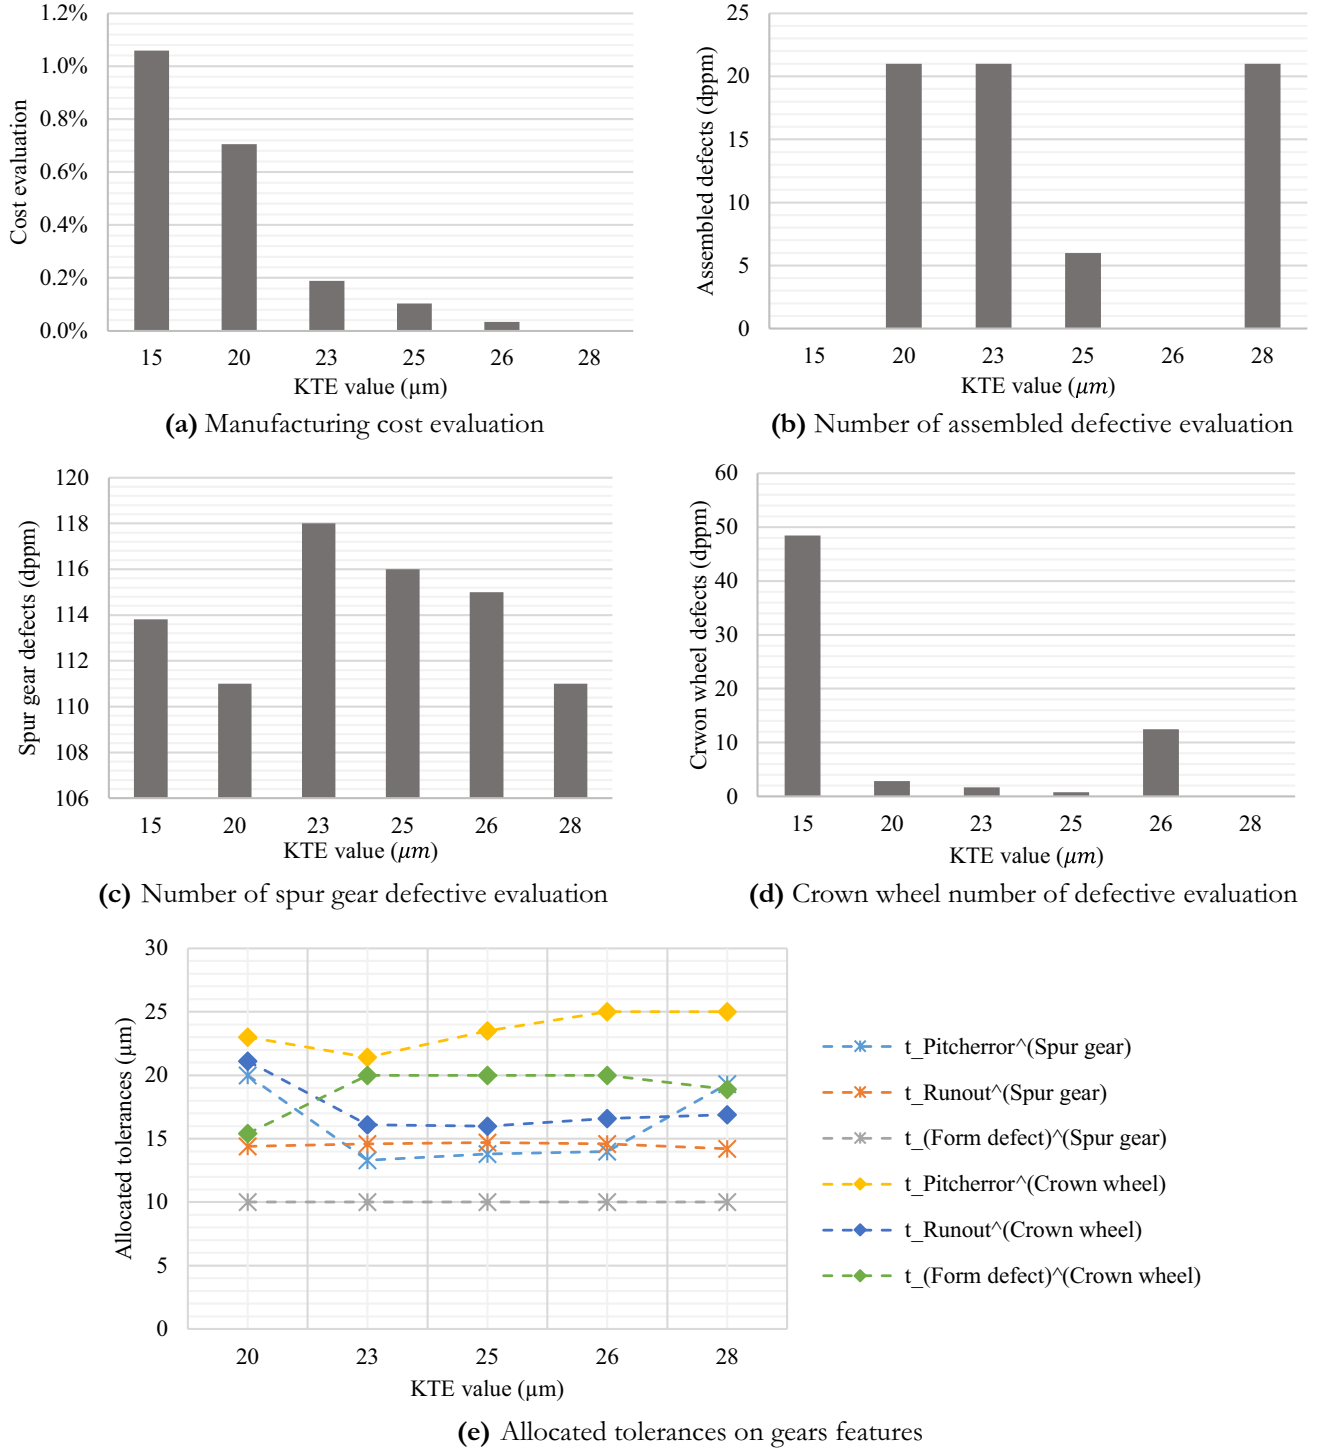 1.2%
1.0%
0.8%
0.6%
0.4%
0.2%
0.0%
Cost evaluation
15 20 23 25 26 28
KTE value (µm)
(a) Manufacturing cost evaluation
25
20
15
10
5
0
Assembled defects (dppm)
15 20 23 25 26 28
KTE value (µm)
(b) Number of assembled defective evaluation
120
118
116
114
112
110
108
106
Spur gear defects (dppm)
15 20 23 25 26 28
KTE value (µm)
(c) Number of spur gear defective evaluation
60
50
40
30
20
10
0
Crwon wheel defects (dppm)
15 20 23 25 26 28
KTE value (µm)
(d) Crown wheel number of defective evaluation
30
25
20
15
10
5
0
Allocated tolerances (µm)
20 23 25 26 28
KTE value (µm)
t_Pitcherror^(Spur gear)
t_Runout^(Spur gear)
t_(Form defect)^(Spur gear)
t_Pitcherror^(Crown wheel)
t_Runout^(Crown wheel)
t_(Form defect)^(Crown wheel)
(e) Allocated tolerances on gears features